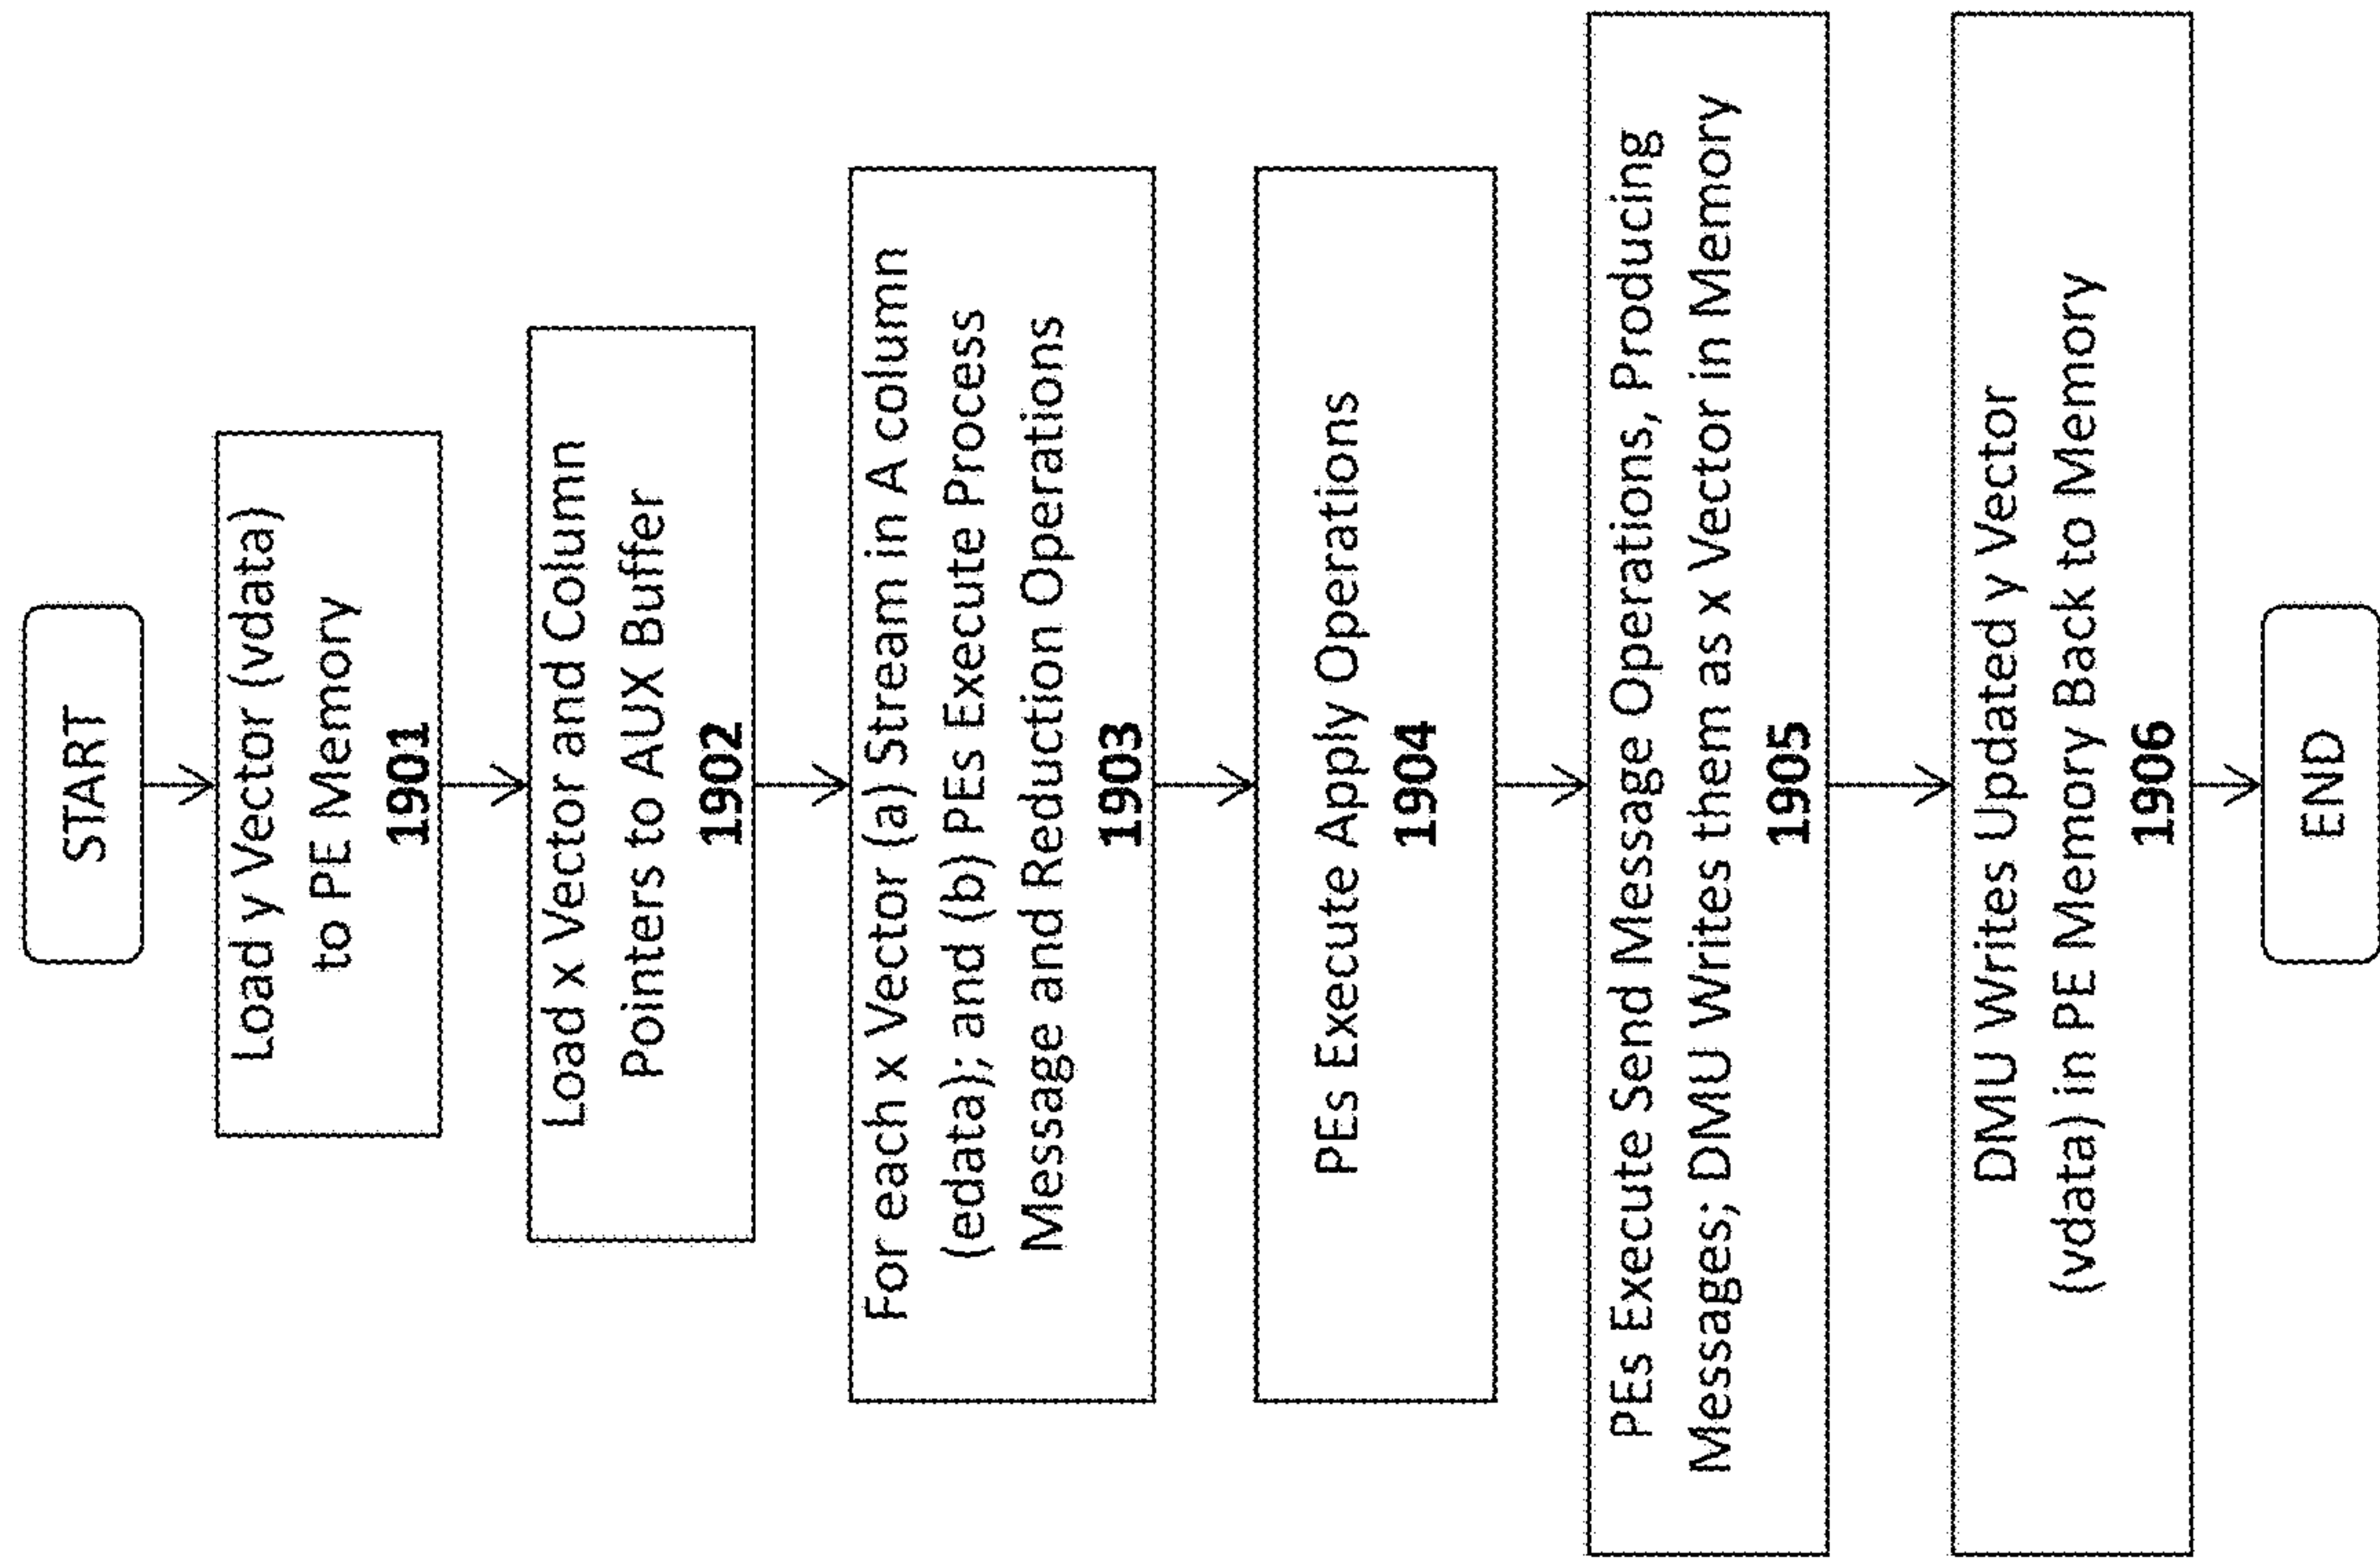 START
Load y Vector (vdata)
to PE Memory
1901
Load x Vector and Column
Pointers to AUX Buffer
1902
For each x Vector (a) Stream in A column
(edata); and (b) PEs Execute Process
Message and Reduction Operations
1903
PEs Execute Apply Operations
1904
PEs Execute Send Message Operations, Producing
Messages; DMU Writes them as x Vector in Memory
1905
DMU Writes Updated y Vector
(vdata) in PE Memory Back to Memory
1906
END